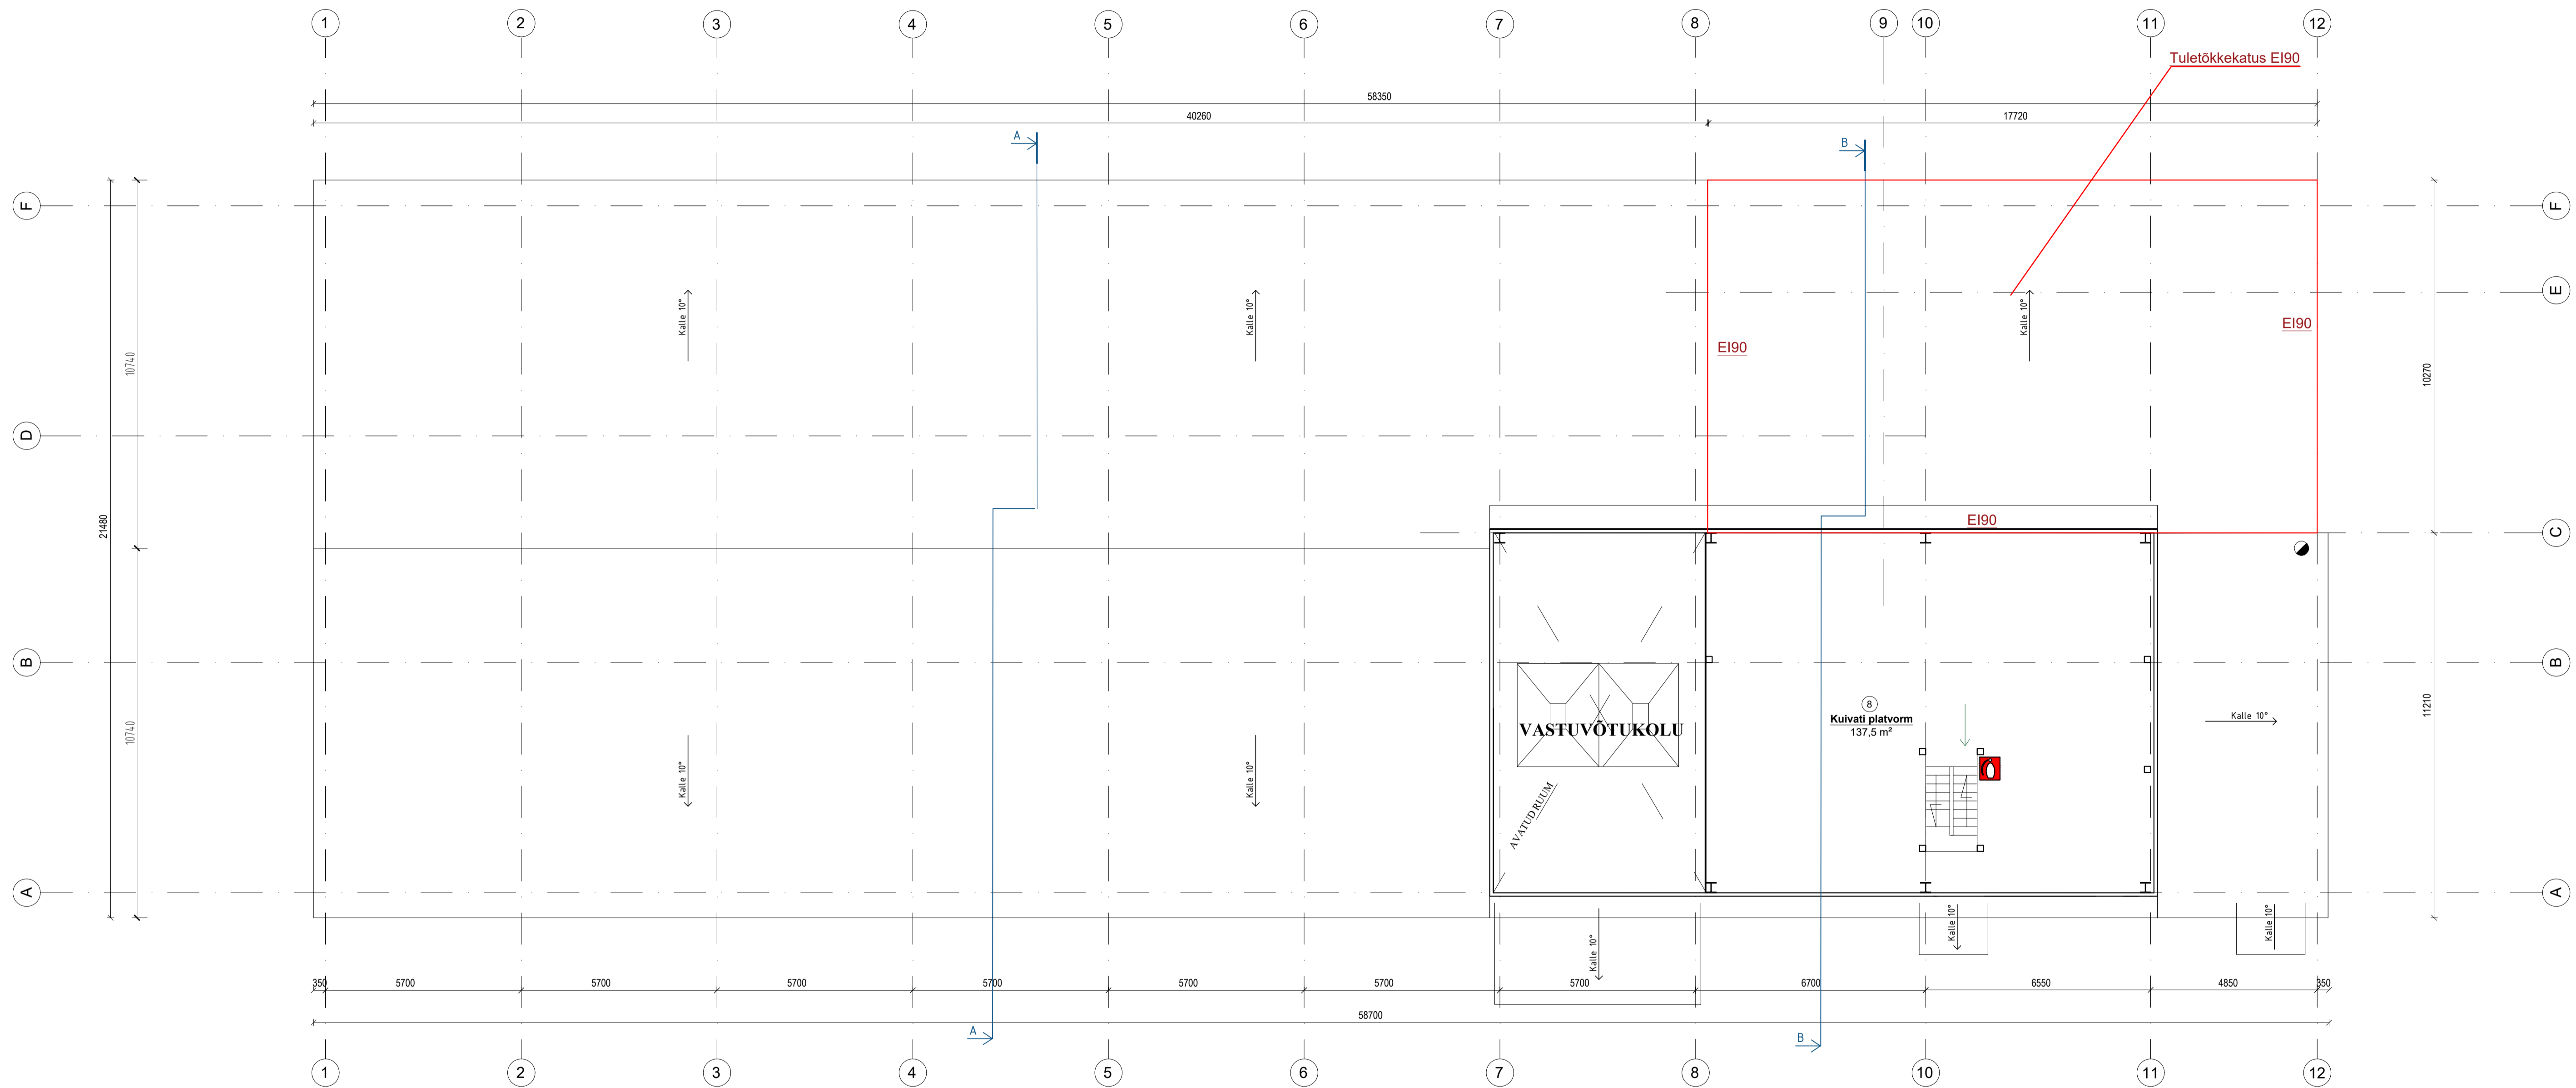 1 2 3 4 5 6 7 8 9 10 11 12
Tuletõkkekatus EI90
58350
40260 17720
A B
F F
E
Kalle 10° Kalle 10° Kalle 10°
EI90
EI90
10740 10270
D
21480
EI90
C
B B
8
Kuivati platvorm
137,5 m²
VASTUVÕTUKOLU
Kalle 10°
10740 11210
Kalle 10° Kalle 10°
AVATUD RUUM
A A
Kalle 10° Kalle 10° Kalle 10°
350 5700 5700 5700 5700 5700 5700 5700 6700 6550 4850 350
58700
A B
1 2 3 4 5 6 7 8 10 11 12